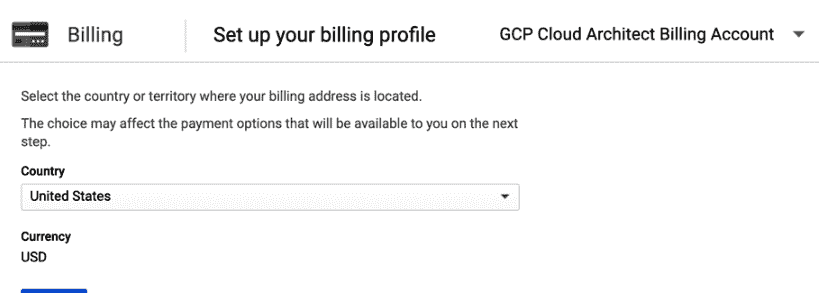 Billing
Set up your billing profile
GCP Cloud Architect Billing Account
Select the country or territory where your billing address is located.
The choice may affect the payment options that will be available to you on the next
step.
Country
United States
Currency
USD